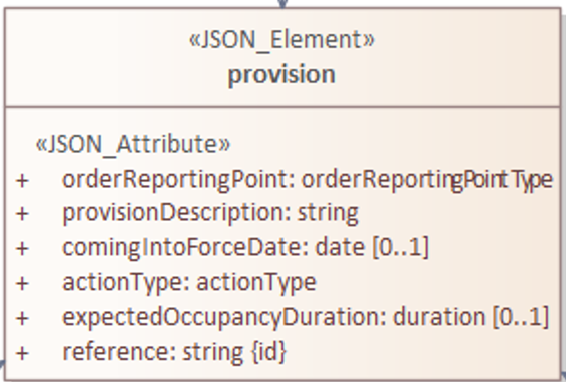 «JSON_Element»
provision
«JSON_Attribute»
+ orderReportingPoint: orderReportingPointType
+ provisionDescription: string
+ comingIntoForceDate: date [0..1]
+ actionType: actionType
+ expectedOccupancyDuration: duration [0..1]
+ reference: string {id}